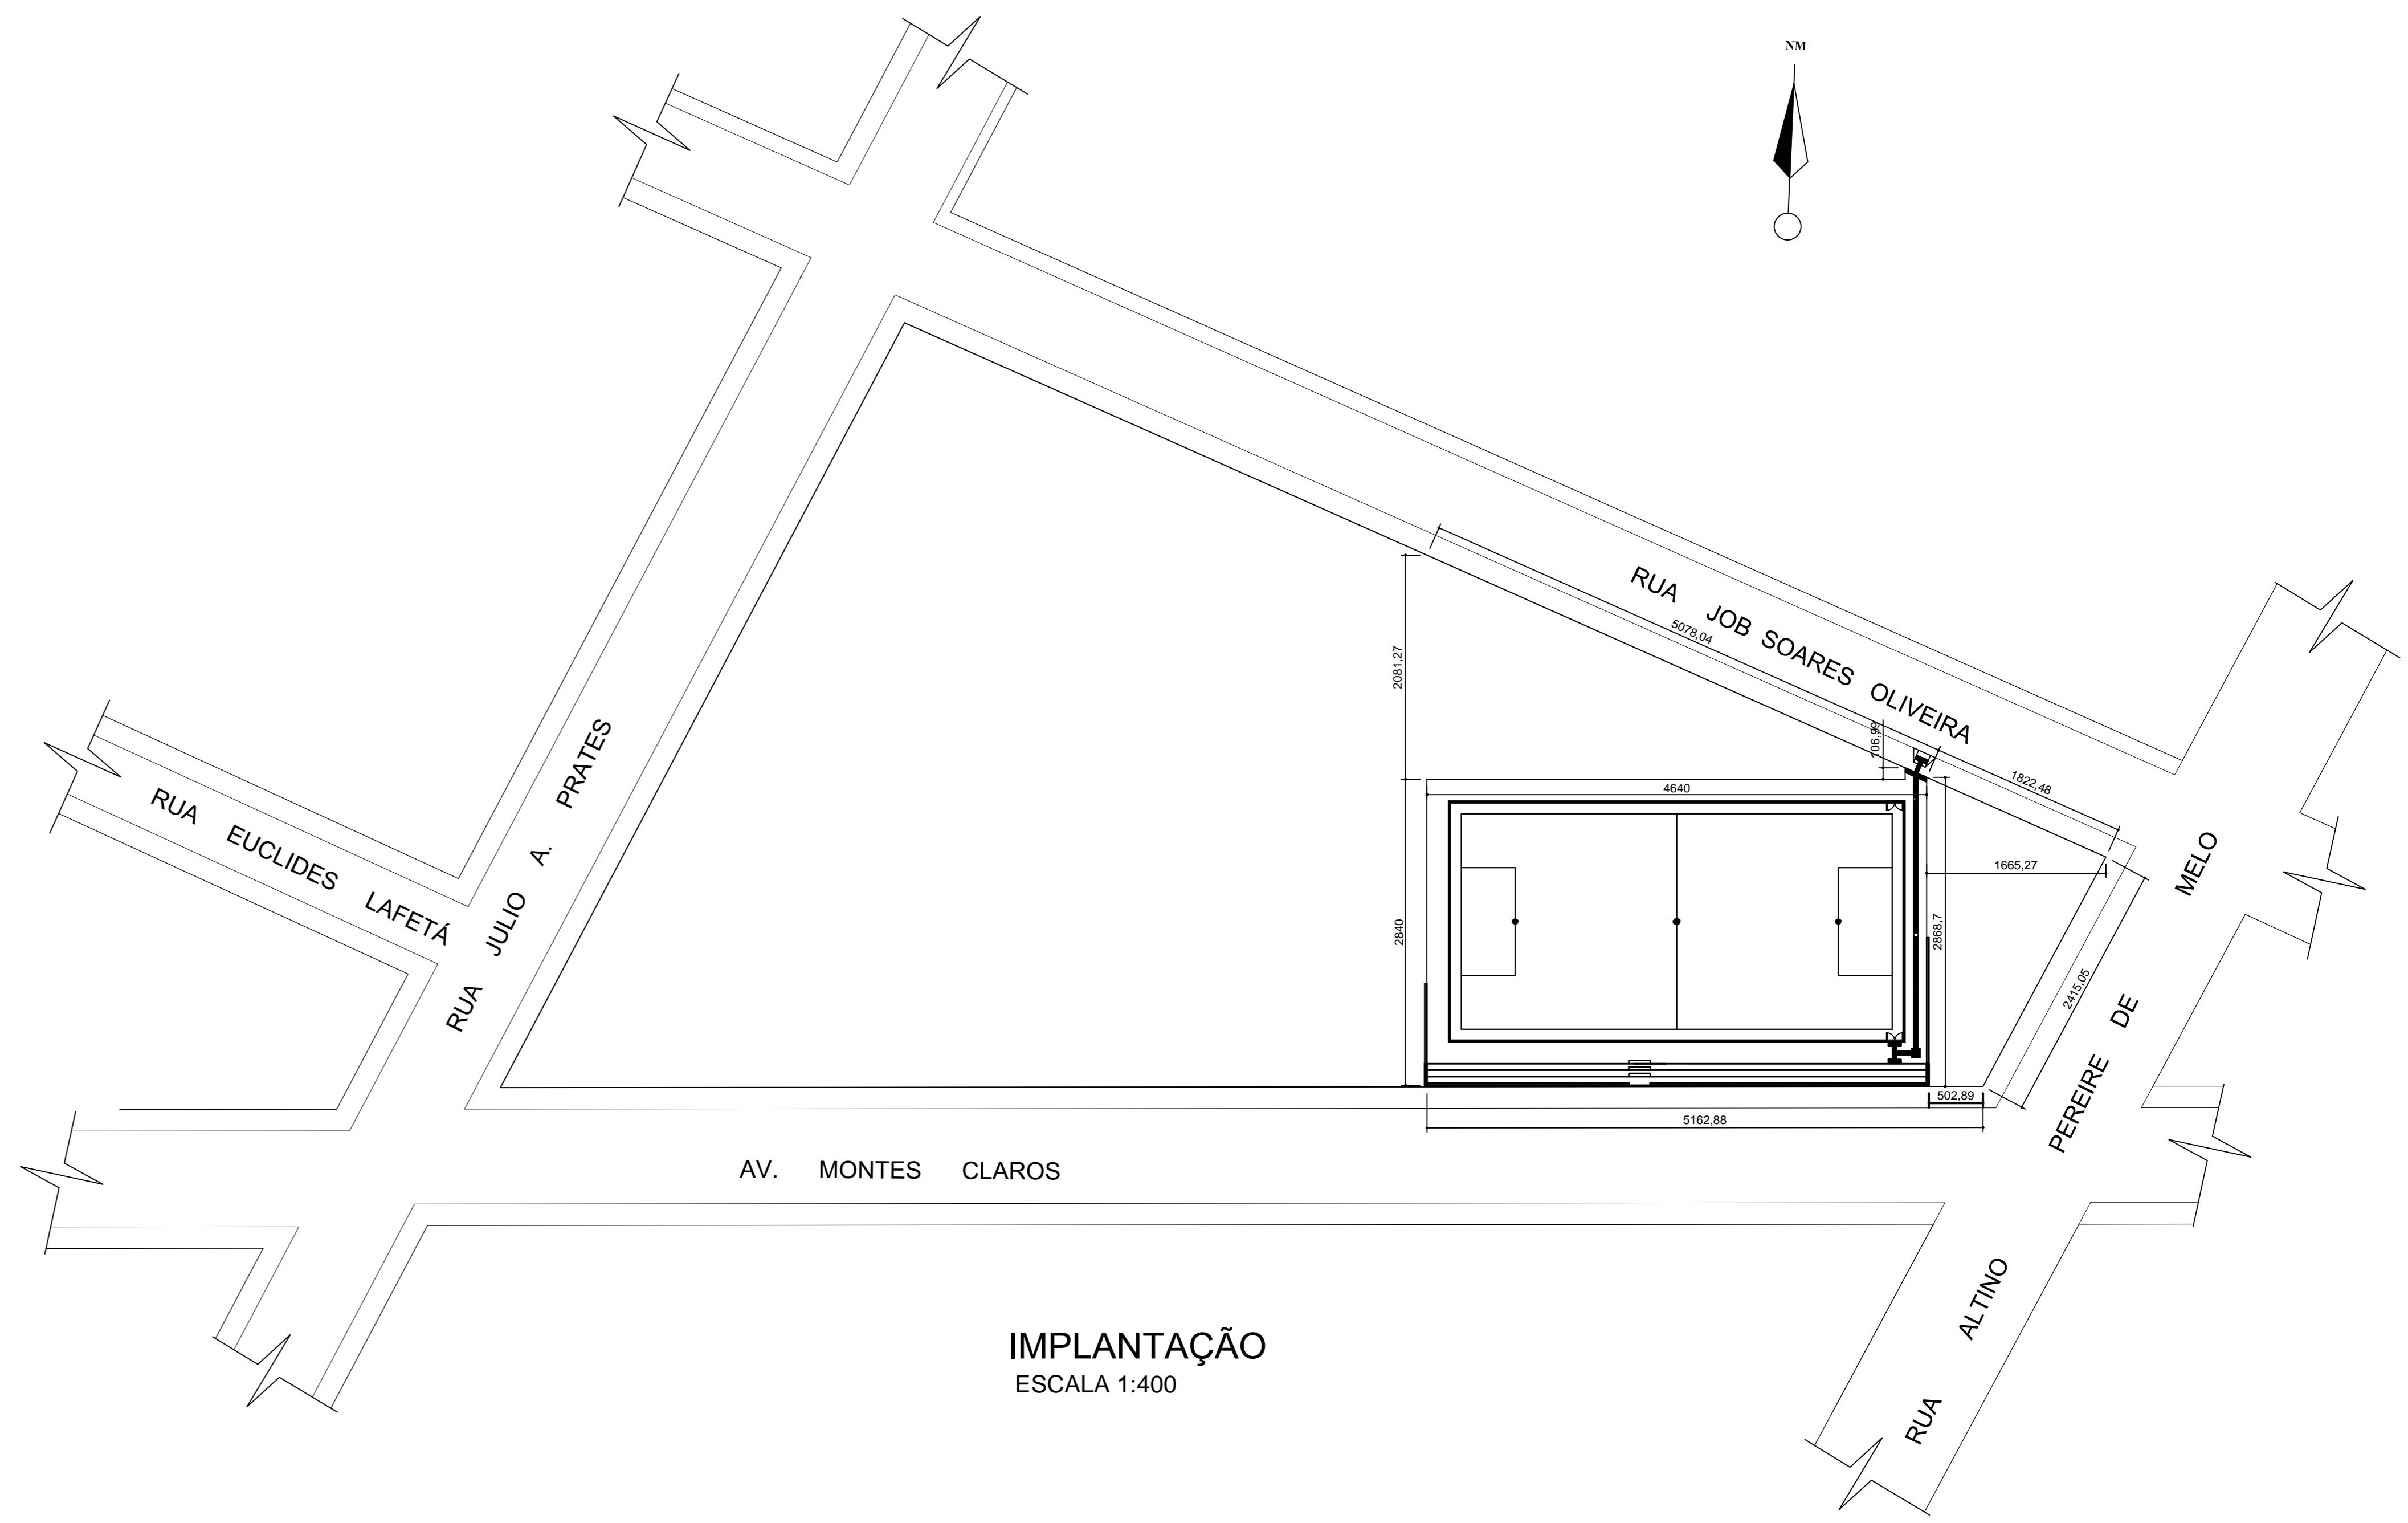 NM
RUA JOB SOARES OLIVEIRA
5078,04
2081,27
106,99
1822,48
4640
RUA JULIO A. PRATES
RUA EUCLIDES LAFETÁ
1665,27
2840
2868,7
2415,05
502,89
5162,88
RUA ALTINO PEREIRE DE MELO
AV. MONTES CLAROS
IMPLANTAÇÃO
ESCALA 1:400